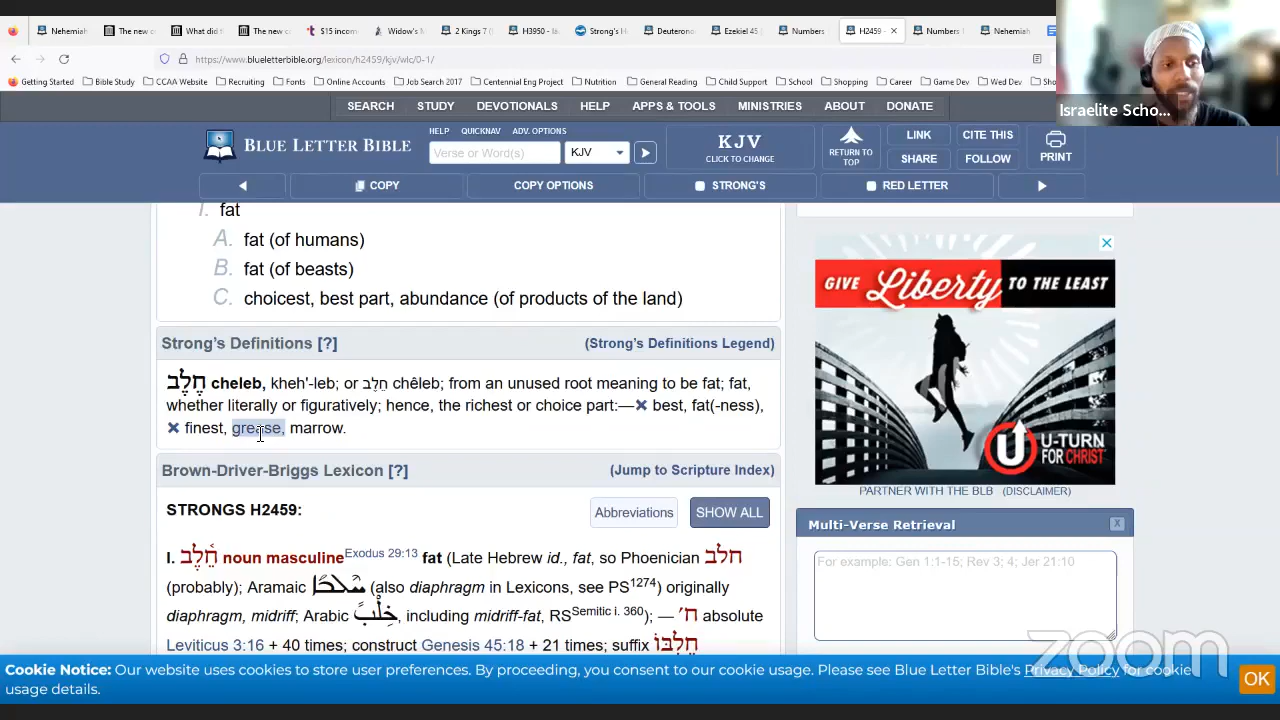 Nehemiah
The new c
What did
The new c
$15 incom
Widow's
2 Kings 7 (
H3950 - l
Strong's H
Deuterono
Ezekiel 45
Numbers
H2459 -
Numbers
Nehemiah
https://www.blueletterbible.org/lexicon/h2459/kjv/wlc/0-1/
Getting Started Bible Study CCAA Website Recruiting Fonts Online Activities Job Search 2017 Centennial Eng Project Nutrition General Reading Child Support School Shopping Career Game Dev Wed Dev Sho
Israelite Scho...
SEARCH STUDY DEVOTIONALS HELP APPS & TOOLS MINISTRIES ABOUT DONATE
HELP QUICKNAV ADV. OPTIONS
BLUE LETTER BIBLE
Verse or Word(s)
KJV
KJV
CLICK TO CHANGE
RETURN TO
TOP
LINK
CITE THIS
SHARE
FOLLOW
PRINT
COPY
COPY OPTIONS
STRONG'S
RED LETTER
I. fat
A. fat (of humans)
B. fat (of beasts)
C. choicest, best part, abundance (of products of the land)
Strong's Definitions [?] (Strong's Definitions Legend)
חֶלֶב cheleb, kheh'-leb; or חֵלֶב chêleb; from an unused root meaning to be fat; fat,
whether literally or figuratively; hence, the richest or choice part:—✖ best, fat(-ness),
✖ finest, grease, marrow.
Brown-Driver-Briggs Lexicon [?] (Jump to Scripture Index)
STRONGS H2459:
Abbreviations
SHOW ALL
I. חֵ֫לֶב noun masculine Exodus 29:13 fat (Late Hebrew id., fat, so Phoenician חלב
(probably); Aramaic (also diaphragm in Lexicons, see PS1274) originally
diaphragm, midriff; Arabic خِلْبٌ, including midriff-fat, RSSemitic i. 360); — ח׳ absolute
Leviticus 3:16 + 40 times; construct Genesis 45:18 + 21 times; suffix חֶלְבּוֹ
GIVE Liberty TO THE LEAST
U-TURN
FOR CHRIST
PARTNER WITH THE BLB (DISCLAIMER)
Multi-Verse Retrieval
X
For example: Gen 1:1-15; Rev 3; 4; Jer 21:10
zoom
Cookie Notice: Our website uses cookies to store user preferences. By proceeding, you consent to our cookie usage. Please see Blue Letter Bible's Privacy Policy for cookie
usage details.
OK